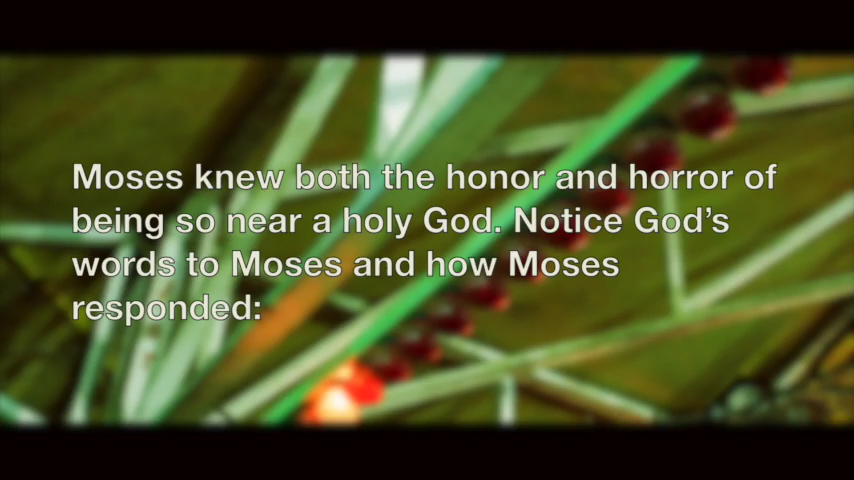 Moses knew both the honor and horror of
being so near a holy God. Notice God’s
words to Moses and how Moses
responded: